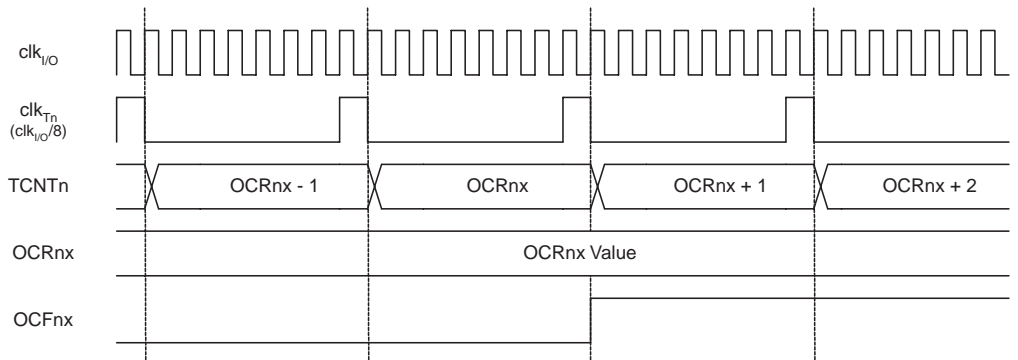 clkI/O
clkTn
(clkI/O/8)
TCNTn OCRnx - 1 OCRnx OCRnx + 1 OCRnx + 2
OCRnx OCRnx Value
OCFnx